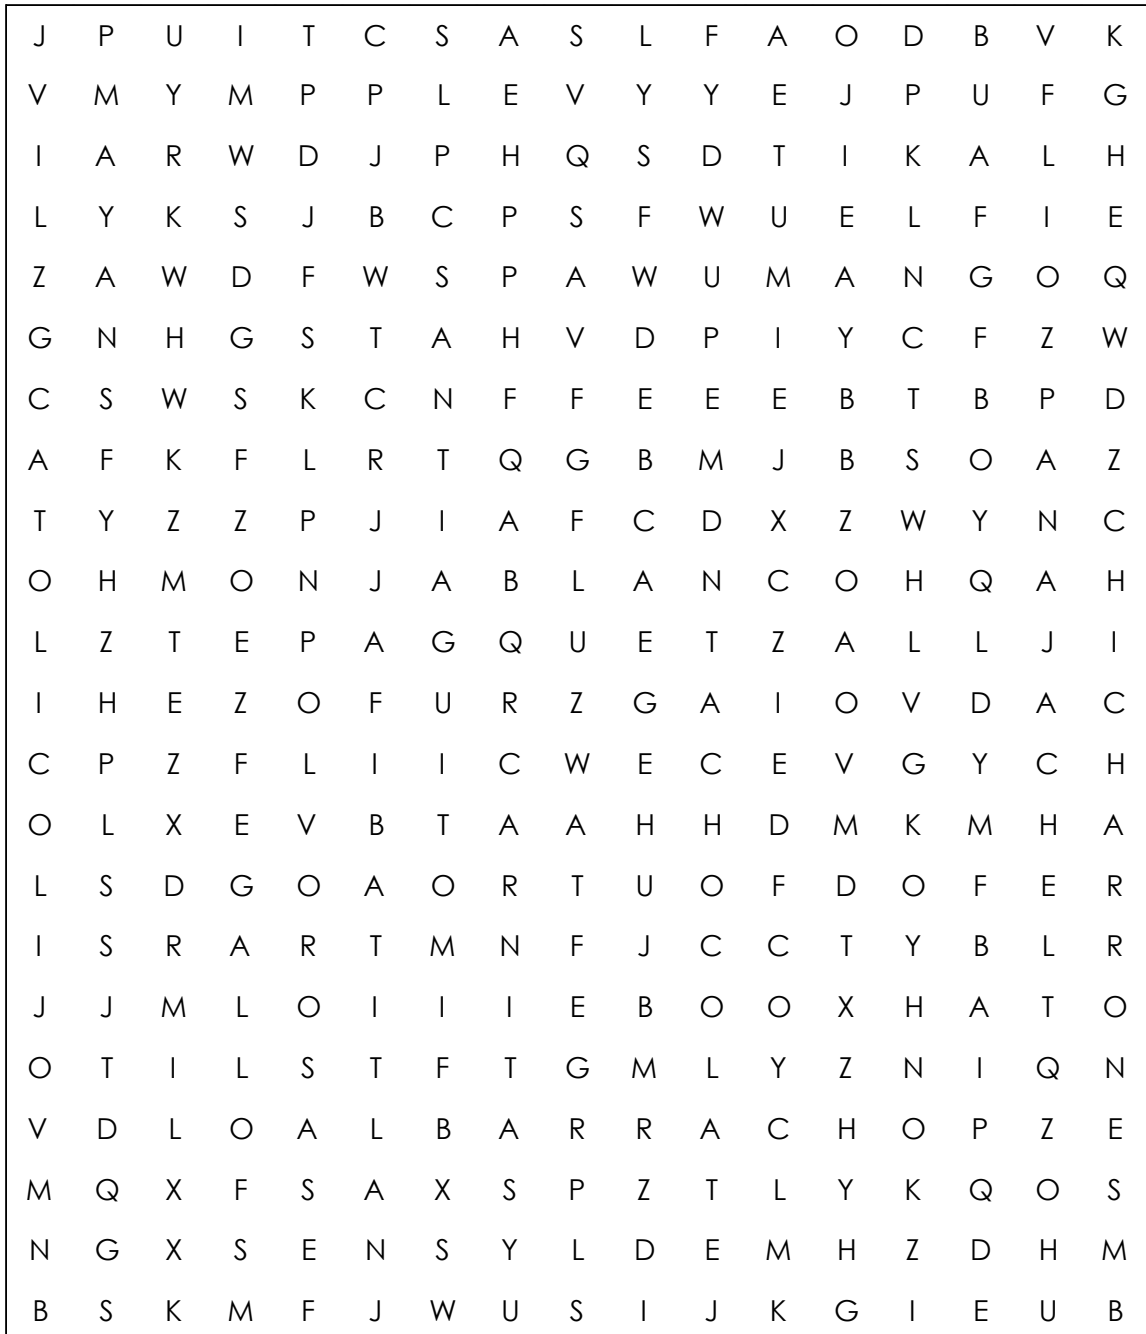 J P U I T C S A S L F A O D B V K
V M Y M P P L E V Y Y E J P U F G
I A R W D J P H Q S D T I K A L H
L Y K S J B C P S F W U E L F I E
Z A W D F W S P A W U M A N G O Q
G N H G S T A H V D P I Y C F Z W
C S W S K C N F F E E E B T B P D
A F K F L R T Q G B M J B S O A Z
T Y Z Z P J I A F C D X Z W Y N C
O H M O N J A B L A N C O H Q A H
L Z T E P A G Q U E T Z A L L J I
I H E Z O F U R Z G A I O V D A C
C P Z F L I I C W E C E V G Y C H
O L X E V B T A A H H D M K M H A
L S D G O A O R T U O F D O F E R
I S R A R T M N F J C C T Y B L R
J J M L O I I I E B O O X H A T O
O T I L S T F T G M L Y Z N I Q N
V D L O A L B A R R A C H O P Z E
M Q X F S A X S P Z T L Y K Q O S
N G X S E N S Y L D E M H Z D H M
B S K M F J W U S I J K G I E U B